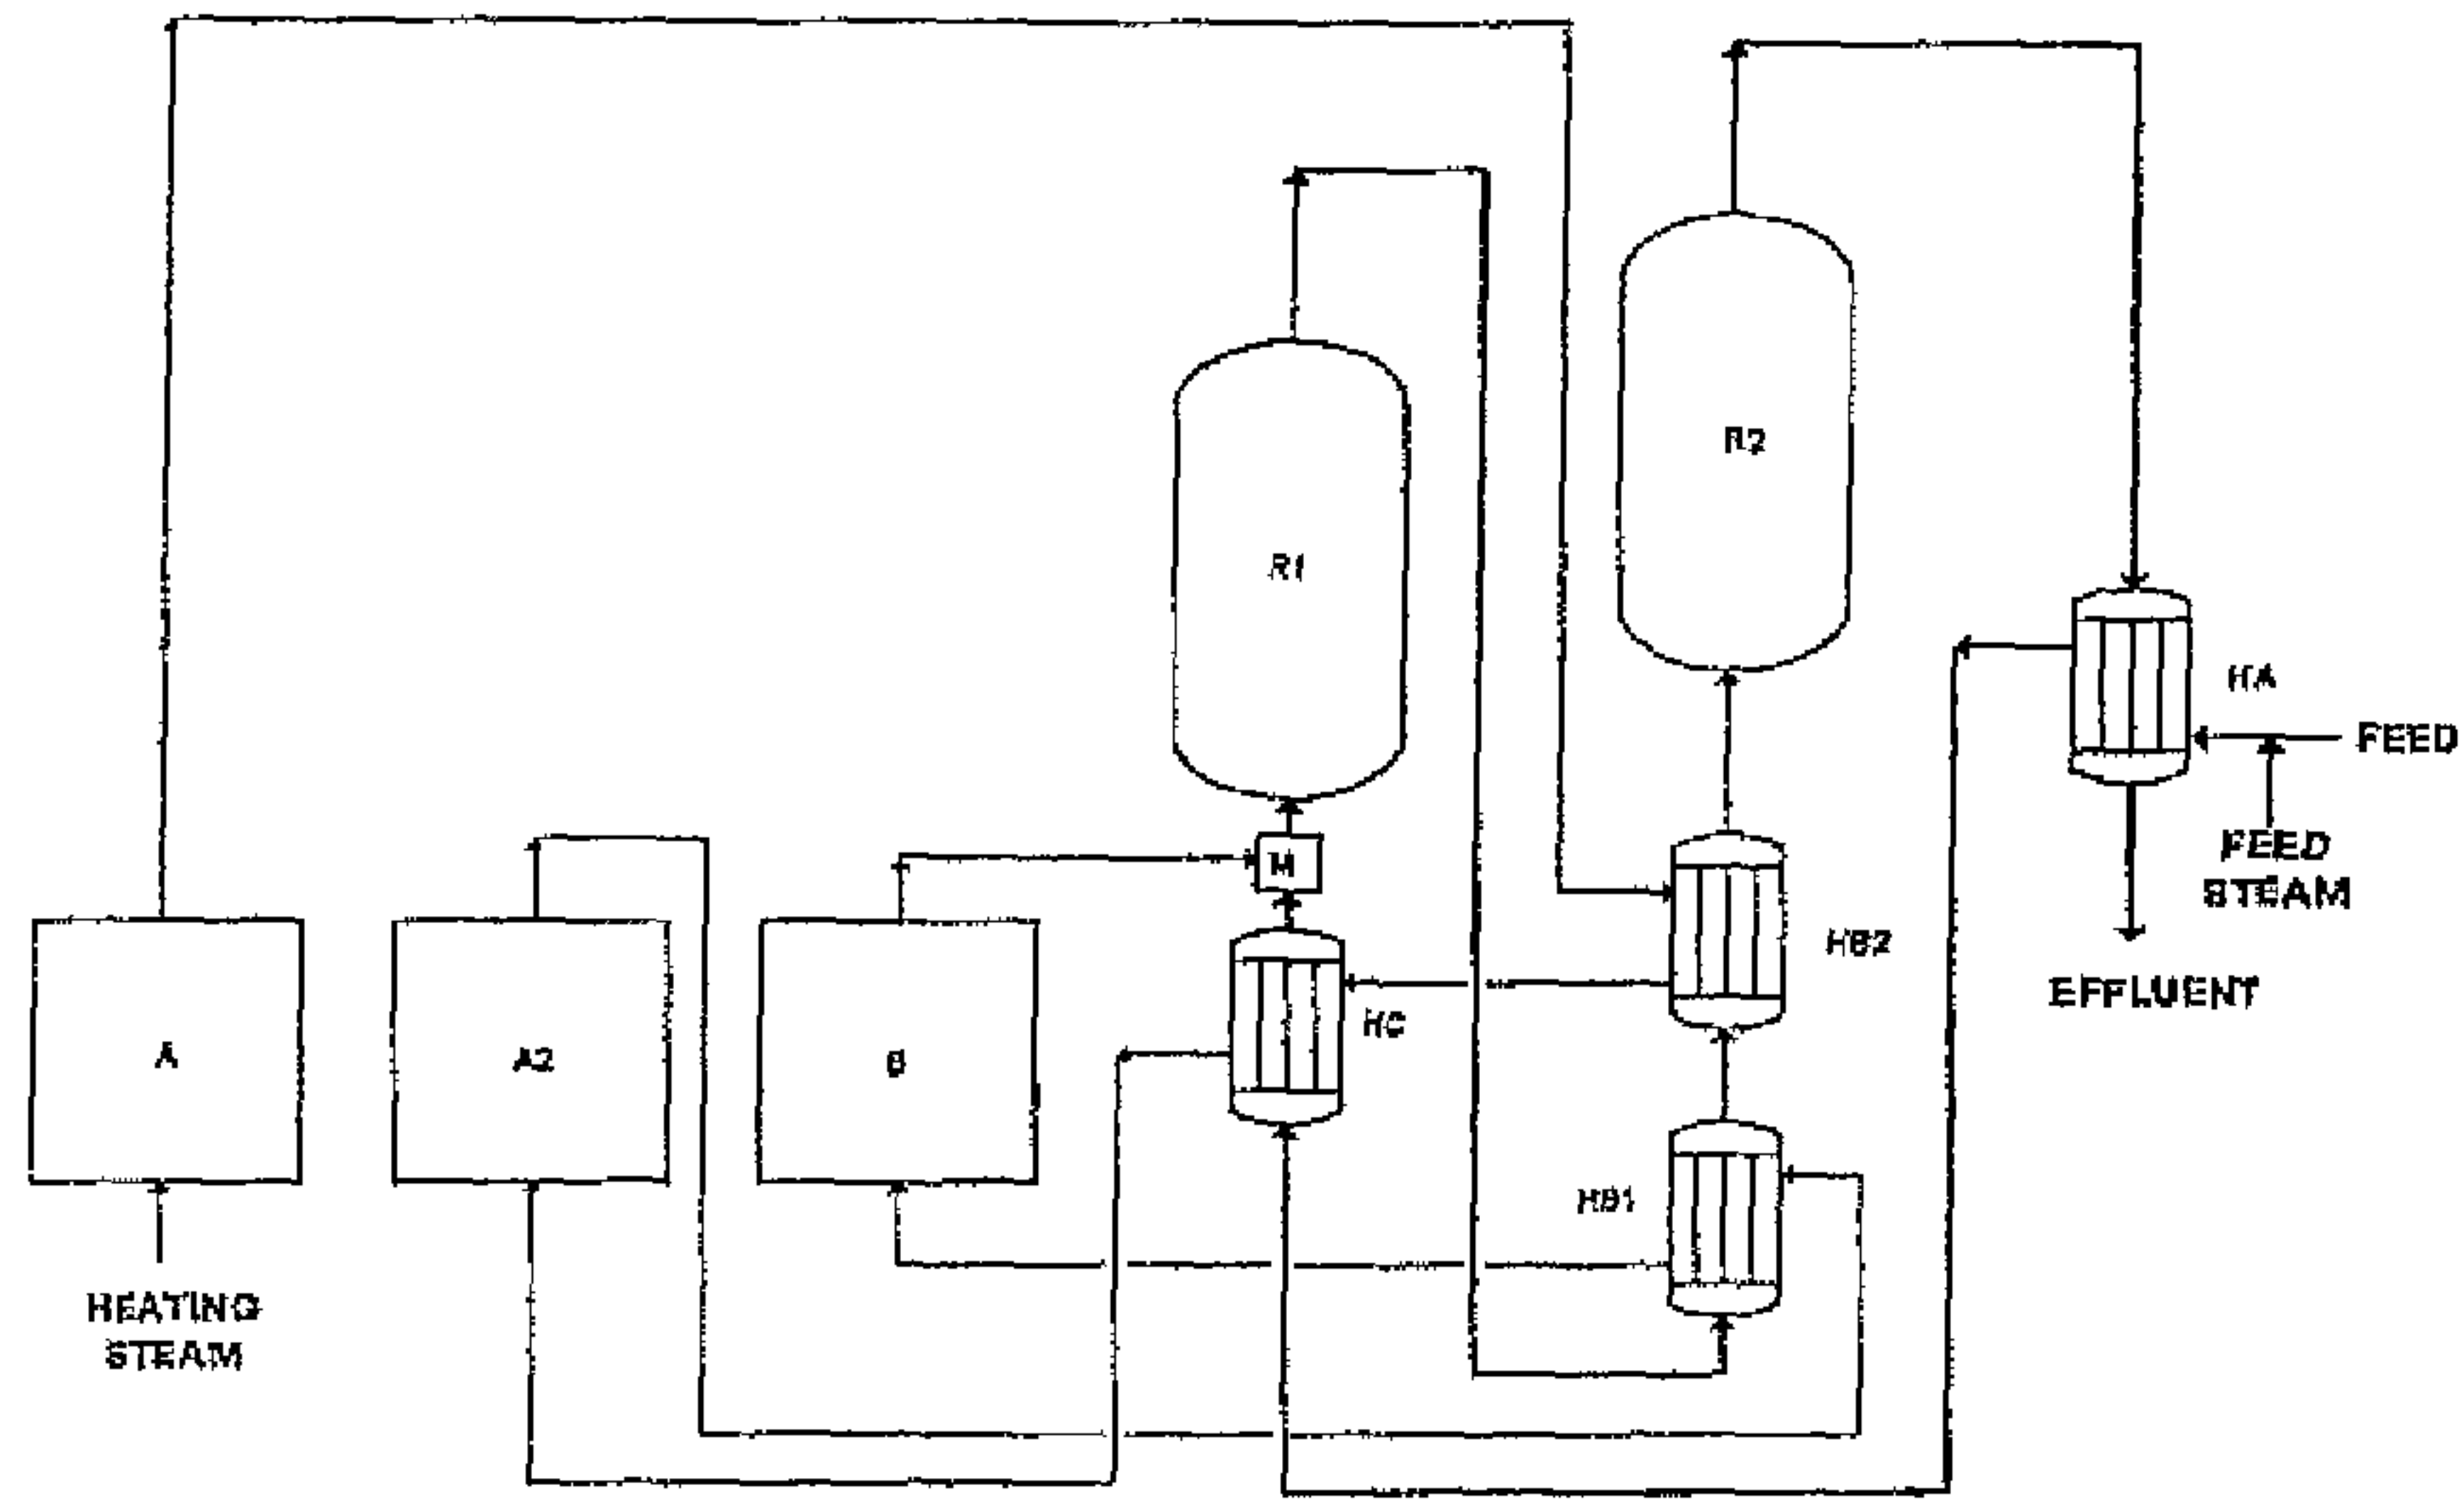 R2
R1
HA
FEED
M
FEED
STEAM
HB2
EFFLUENT
HC
A
A2
B
HB1
HEATING
STEAM